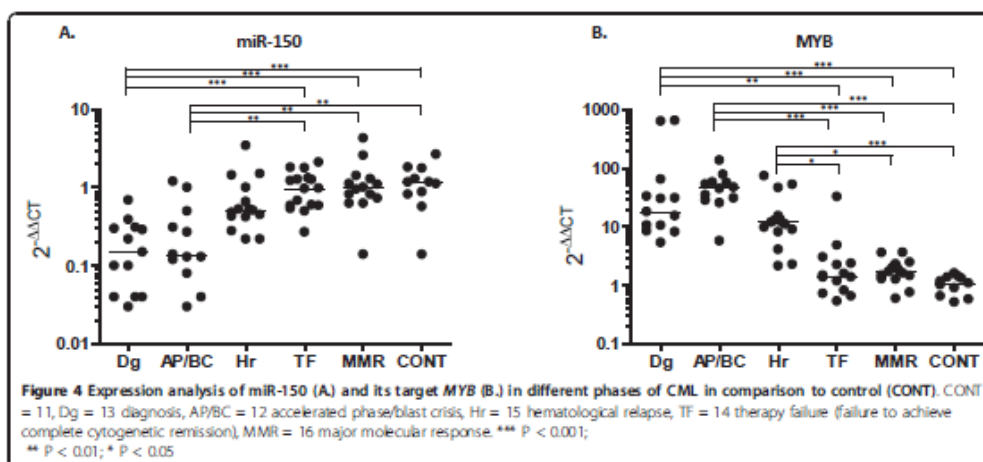 A.
miR-150
***
***
***
**
**
**
10
1
0.1
0.01
2^-ΔΔCT
Dg AP/BC Hr TF MMR CONT
B.
MYB
***
***
**
***
***
***
***
*
*
1000
100
10
1
0.1
2^-ΔΔCT
Dg AP/BC Hr TF MMR CONT
Figure 4 Expression analysis of miR-150 (A.) and its target MYB (B.) in different phases of CML in comparison to control (CONT). CONT
= 11, Dg = 13 diagnosis, AP/BC = 12 accelerated phase/blast crisis, Hr = 15 hematological relapse, TF = 14 therapy failure (failure to achieve
complete cytogenetic remission), MMR = 16 major molecular response. *** P < 0.001;
** P < 0.01; * P < 0.05